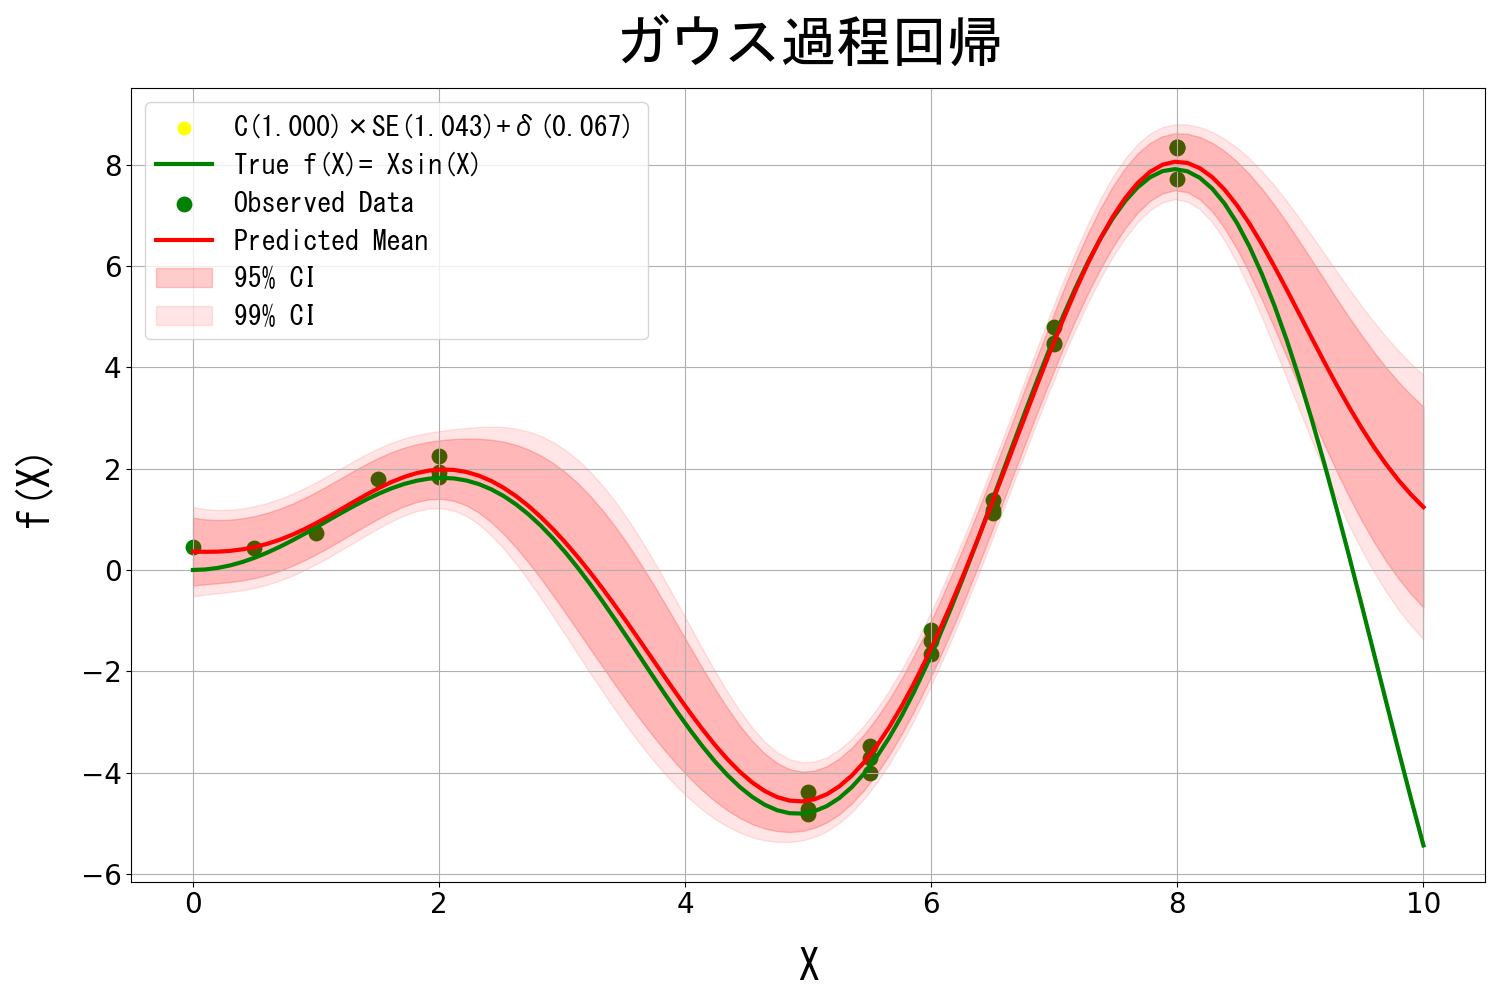 ガウス過程回帰
C(1.000)×SE(1.043)+δ(0.067)
True f(X)= Xsin(X)
Observed Data
Predicted Mean
95% CI
99% CI
8
6
4
2
0
−2
−4
−6
f(X)
0 2 4 6 8 10
X